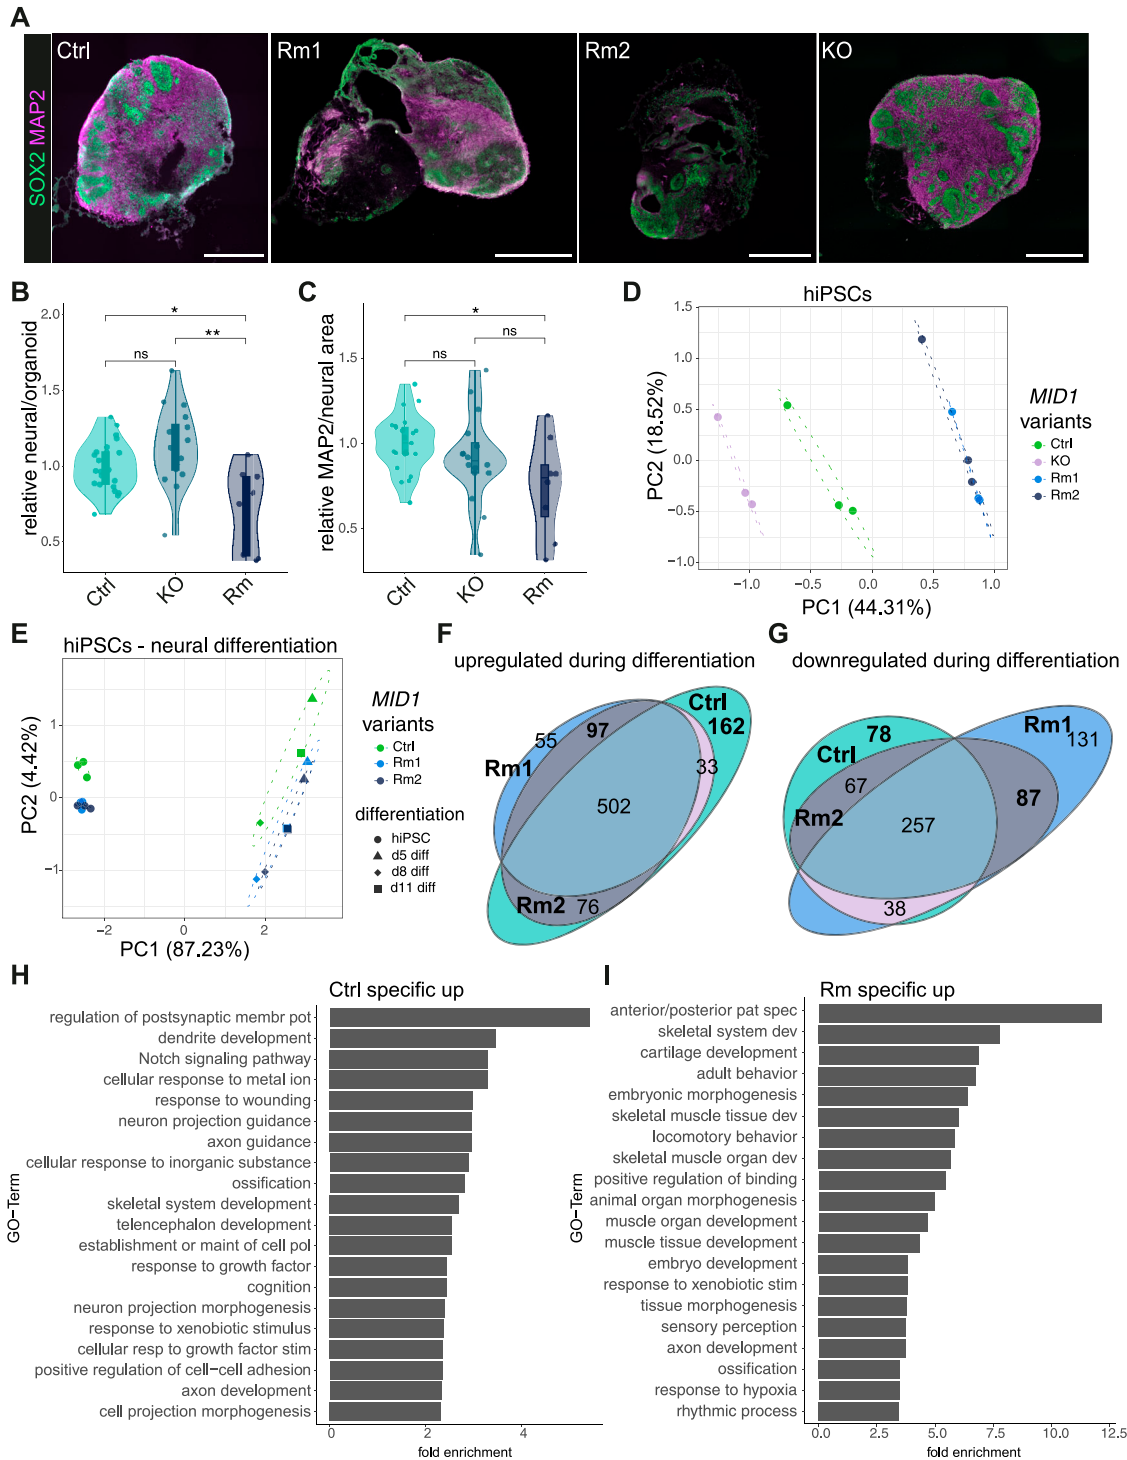 A
SOX2 MAP2
Ctrl
Rm1
Rm2
KO
B
relative neural/organoid
2.0
1.5
1.0
0.5
*
**
ns
Ctrl
KO
Rm
C
relative MAP2/neural area
1.5
1.0
0.5
*
ns
ns
Ctrl
KO
Rm
D
hiPSCs
PC2 (18.52%)
1.5
1.0
0.5
0.0
−0.5
−1.0
−1.0
−0.5
0.0
0.5
1.0
PC1 (44.31%)
MID1
variants
Ctrl
KO
Rm1
Rm2
E
hiPSCs - neural differentiation
PC2 (4.42%)
1
0
−1
−2
0
2
PC1 (87.23%)
MID1
variants
Ctrl
Rm1
Rm2
differentiation
hiPSC
d5 diff
d8 diff
d11 diff
F
upregulated during differentiation
Ctrl
162
97
55
Rm1
33
502
Rm2
76
G
downregulated during differentiation
78
Rm1
131
Ctrl
67
87
Rm2
257
38
H
Ctrl specific up
GO−Term
regulation of postsynaptic membr pot
dendrite development
Notch signaling pathway
cellular response to metal ion
response to wounding
neuron projection guidance
axon guidance
cellular response to inorganic substance
ossification
skeletal system development
telencephalon development
establishment or maint of cell pol
response to growth factor
cognition
neuron projection morphogenesis
response to xenobiotic stimulus
cellular resp to growth factor stim
positive regulation of cell−cell adhesion
axon development
cell projection morphogenesis
0
2
4
fold enrichment
I
Rm specific up
GO−Term
anterior/posterior pat spec
skeletal system dev
cartilage development
adult behavior
embryonic morphogenesis
skeletal muscle tissue dev
locomotory behavior
skeletal muscle organ dev
positive regulation of binding
animal organ morphogenesis
muscle organ development
muscle tissue development
embryo development
response to xenobiotic stim
tissue morphogenesis
sensory perception
axon development
ossification
response to hypoxia
rhythmic process
0.0
2.5
5.0
7.5
10.0
12.5
fold enrichment